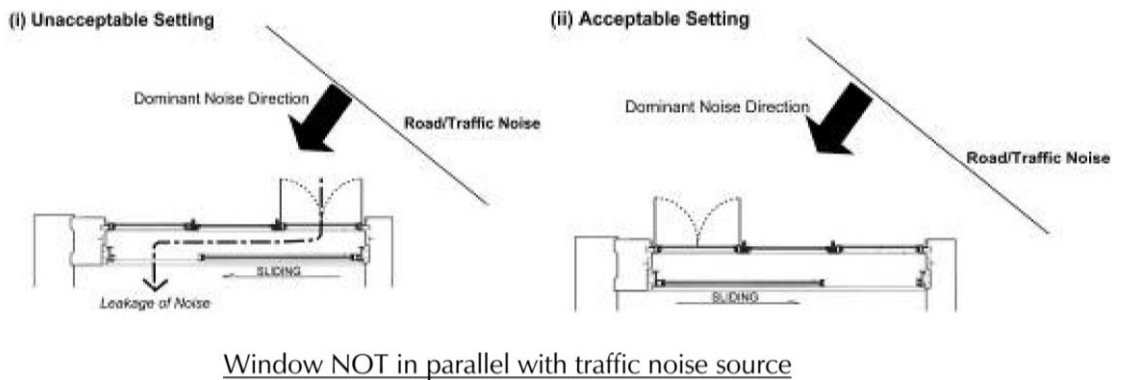 (i) Unacceptable Setting
Dominant Noise Direction
Road/Traffic Noise
SLIDING
Leakage of Noise
(ii) Acceptable Setting
Dominant Noise Direction
Road/Traffic Noise
SLIDING
Window NOT in parallel with traffic noise source